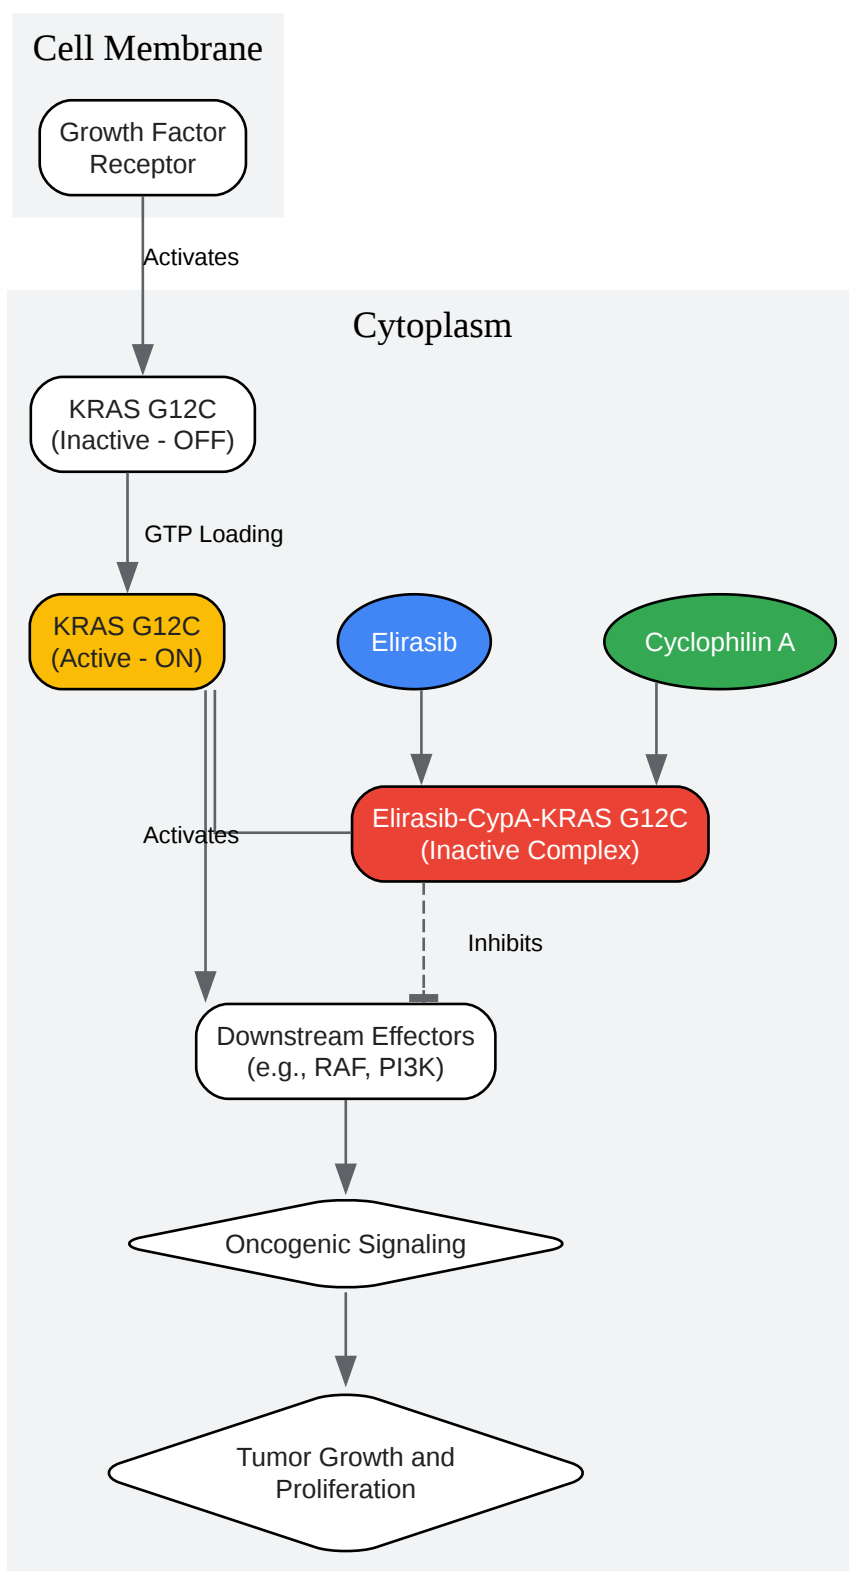 Cell Membrane
Growth Factor
Receptor
Activates
Cytoplasm
KRAS G12C
(Inactive - OFF)
GTP Loading
KRAS G12C
(Active - ON)
Elirasib
Cyclophilin A
Activates
Elirasib-CypA-KRAS G12C
(Inactive Complex)
Inhibits
Downstream Effectors
(e.g., RAF, PI3K)
Oncogenic Signaling
Tumor Growth and
Proliferation